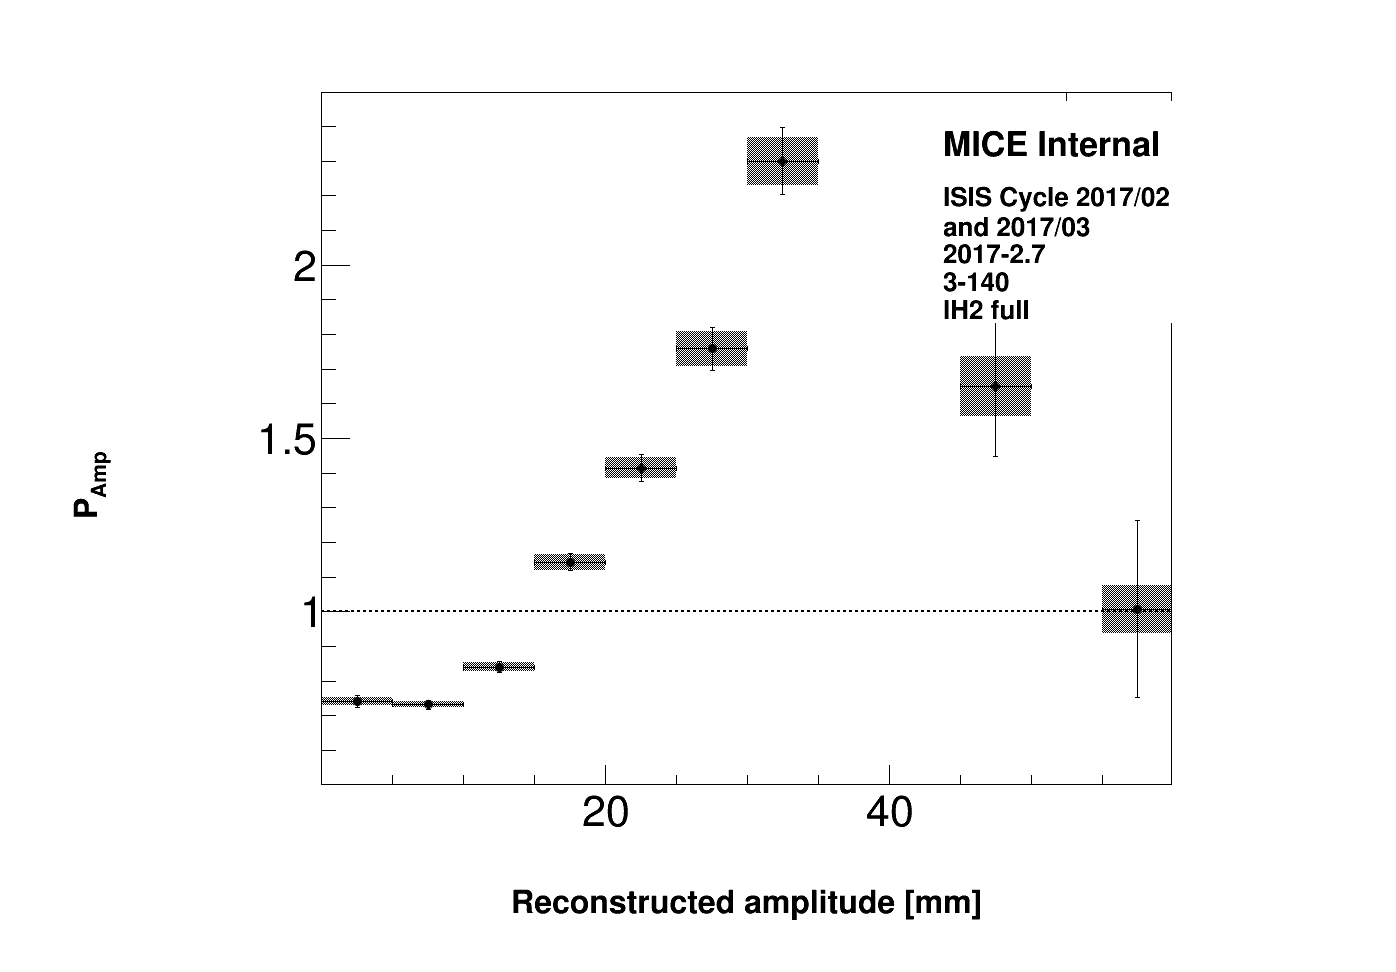 MICE Internal
ISIS Cycle 2017/02
and 2017/03
2017-2.7
3-140
IH2 full
2
1.5
1
P_Amp
20
40
Reconstructed amplitude [mm]